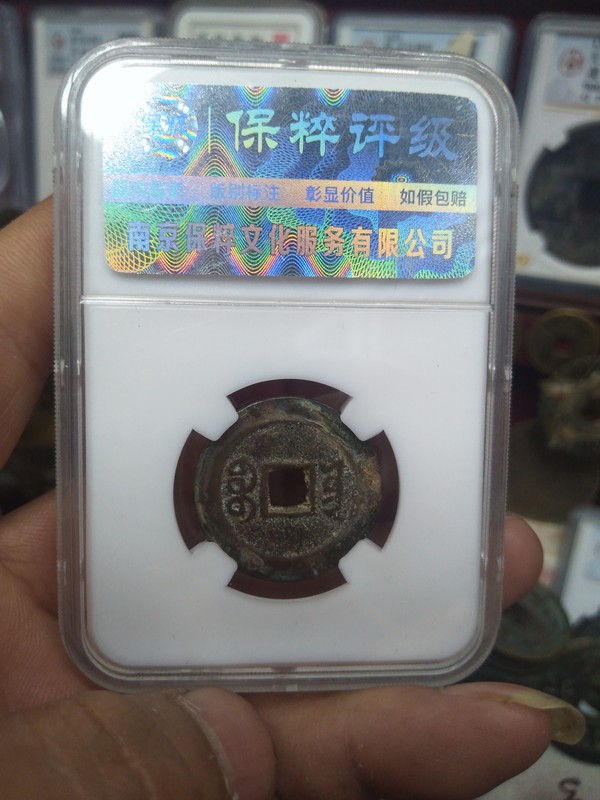 保粹评级
版别标注 彰显价值 如假包赔
南京保粹文化服务有限公司